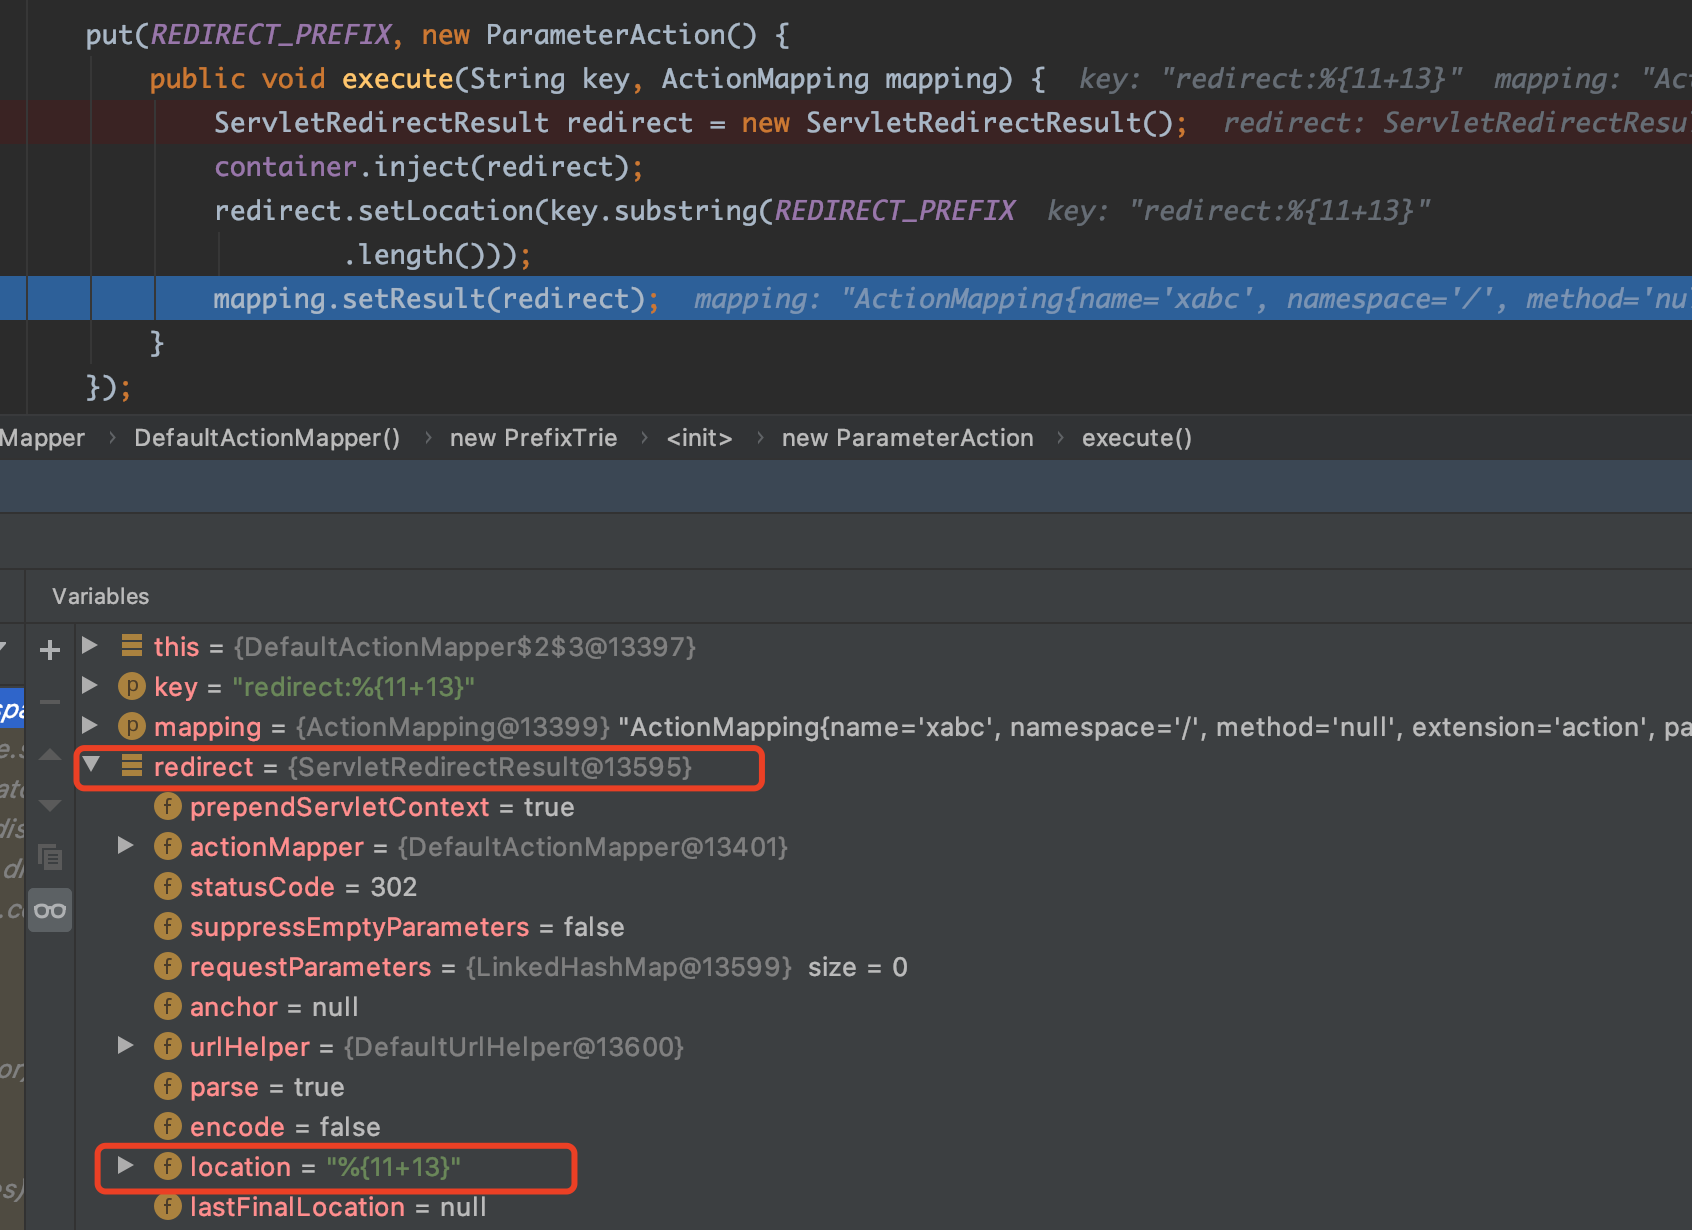 put(REDIRECT_PREFIX, new ParameterAction() {
public void execute(String key, ActionMapping mapping) { key: "redirect:%{11+13}" mapping: "Act
ServletRedirectResult redirect = new ServletRedirectResult(); redirect: ServletRedirectResul
container.inject(redirect);
redirect.setLocation(key.substring(REDIRECT_PREFIX key: "redirect:%{11+13}"
.length()));
mapping.setResult(redirect); mapping: "ActionMapping{name='xabc', namespace='/', method='nul
}
});
Mapper › DefaultActionMapper() › new PrefixTrie › <init> › new ParameterAction › execute()
Variables
this = {DefaultActionMapper$2$3@13397}
p key = "redirect:%{11+13}"
p mapping = {ActionMapping@13399} "ActionMapping{name='xabc', namespace='/', method='null', extension='action', pa
redirect = {ServletRedirectResult@13595}
f prependServletContext = true
f actionMapper = {DefaultActionMapper@13401}
f statusCode = 302
f suppressEmptyParameters = false
f requestParameters = {LinkedHashMap@13599} size = 0
f anchor = null
f urlHelper = {DefaultUrlHelper@13600}
f parse = true
f encode = false
f location = "%{11+13}"
f lastFinalLocation = null